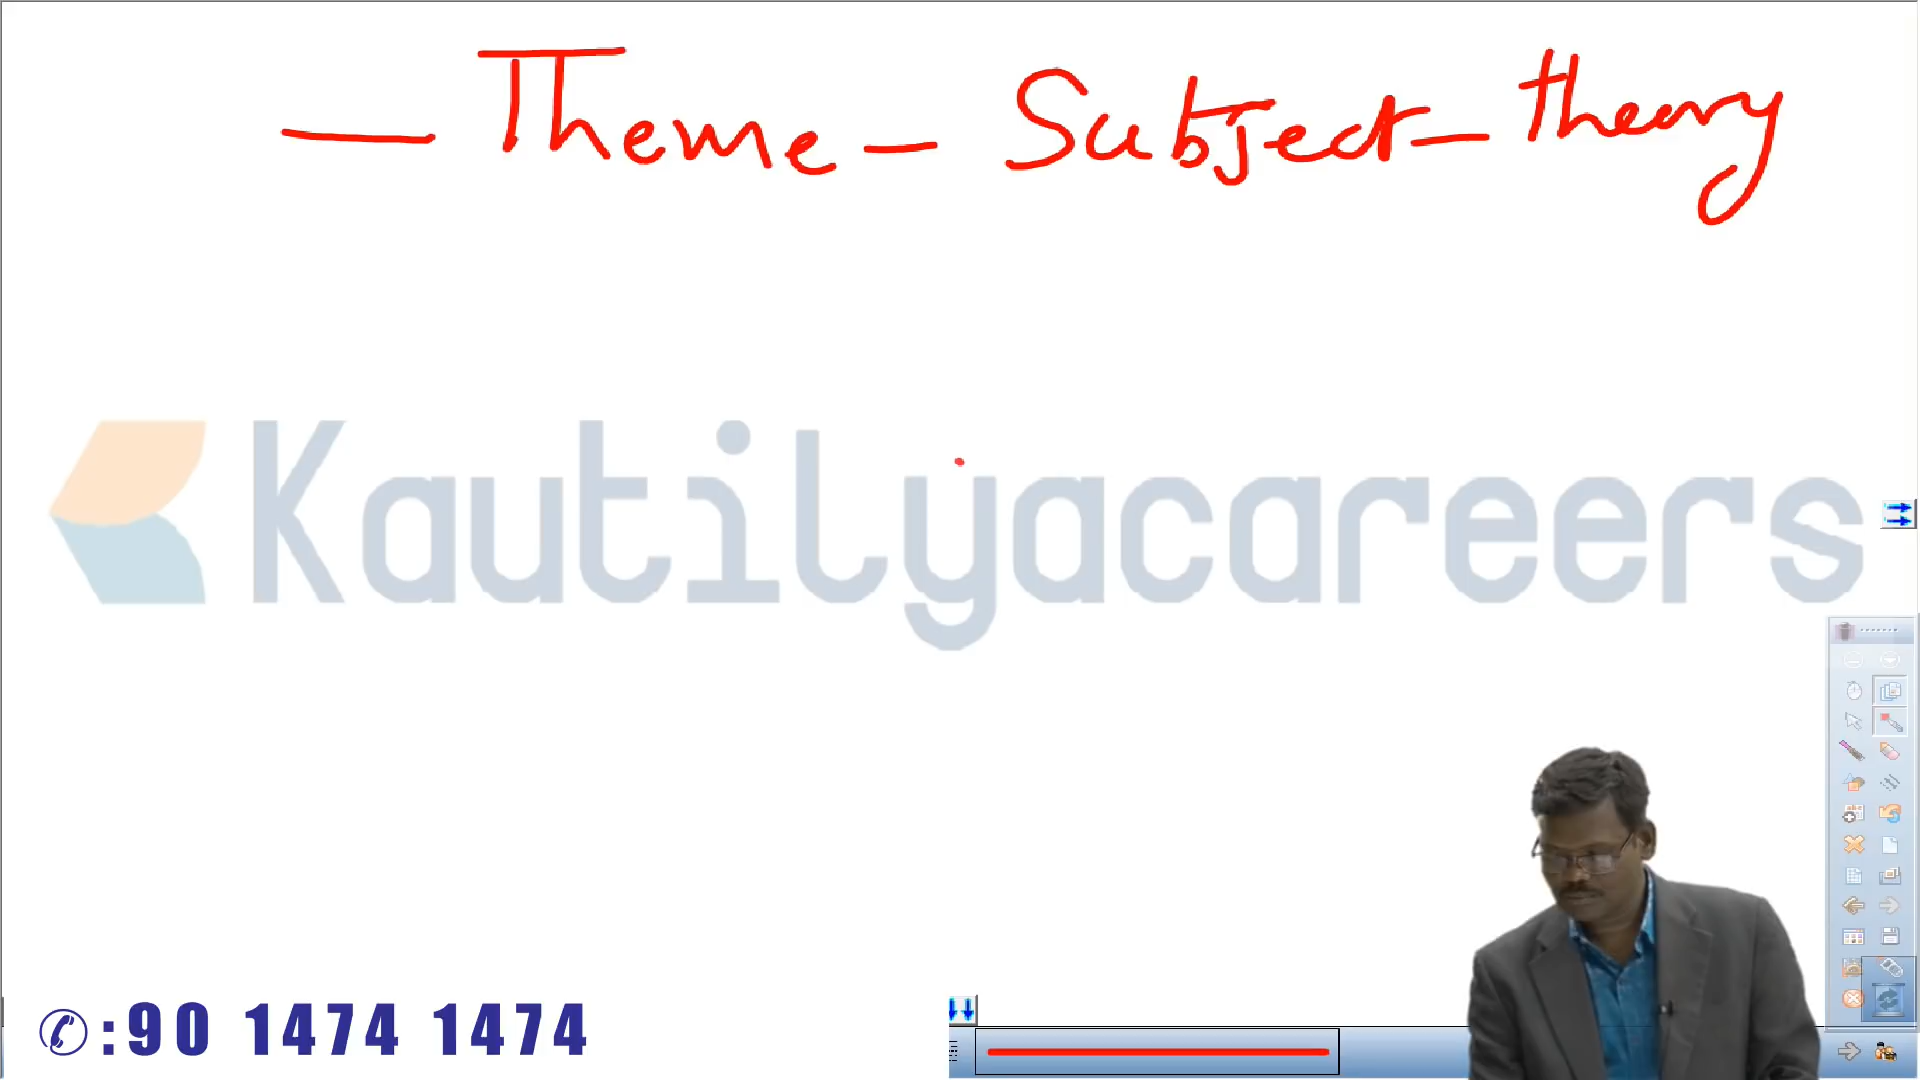 — Theme – Subject – theory
Kautilyacareers
✆:90 1474 1474